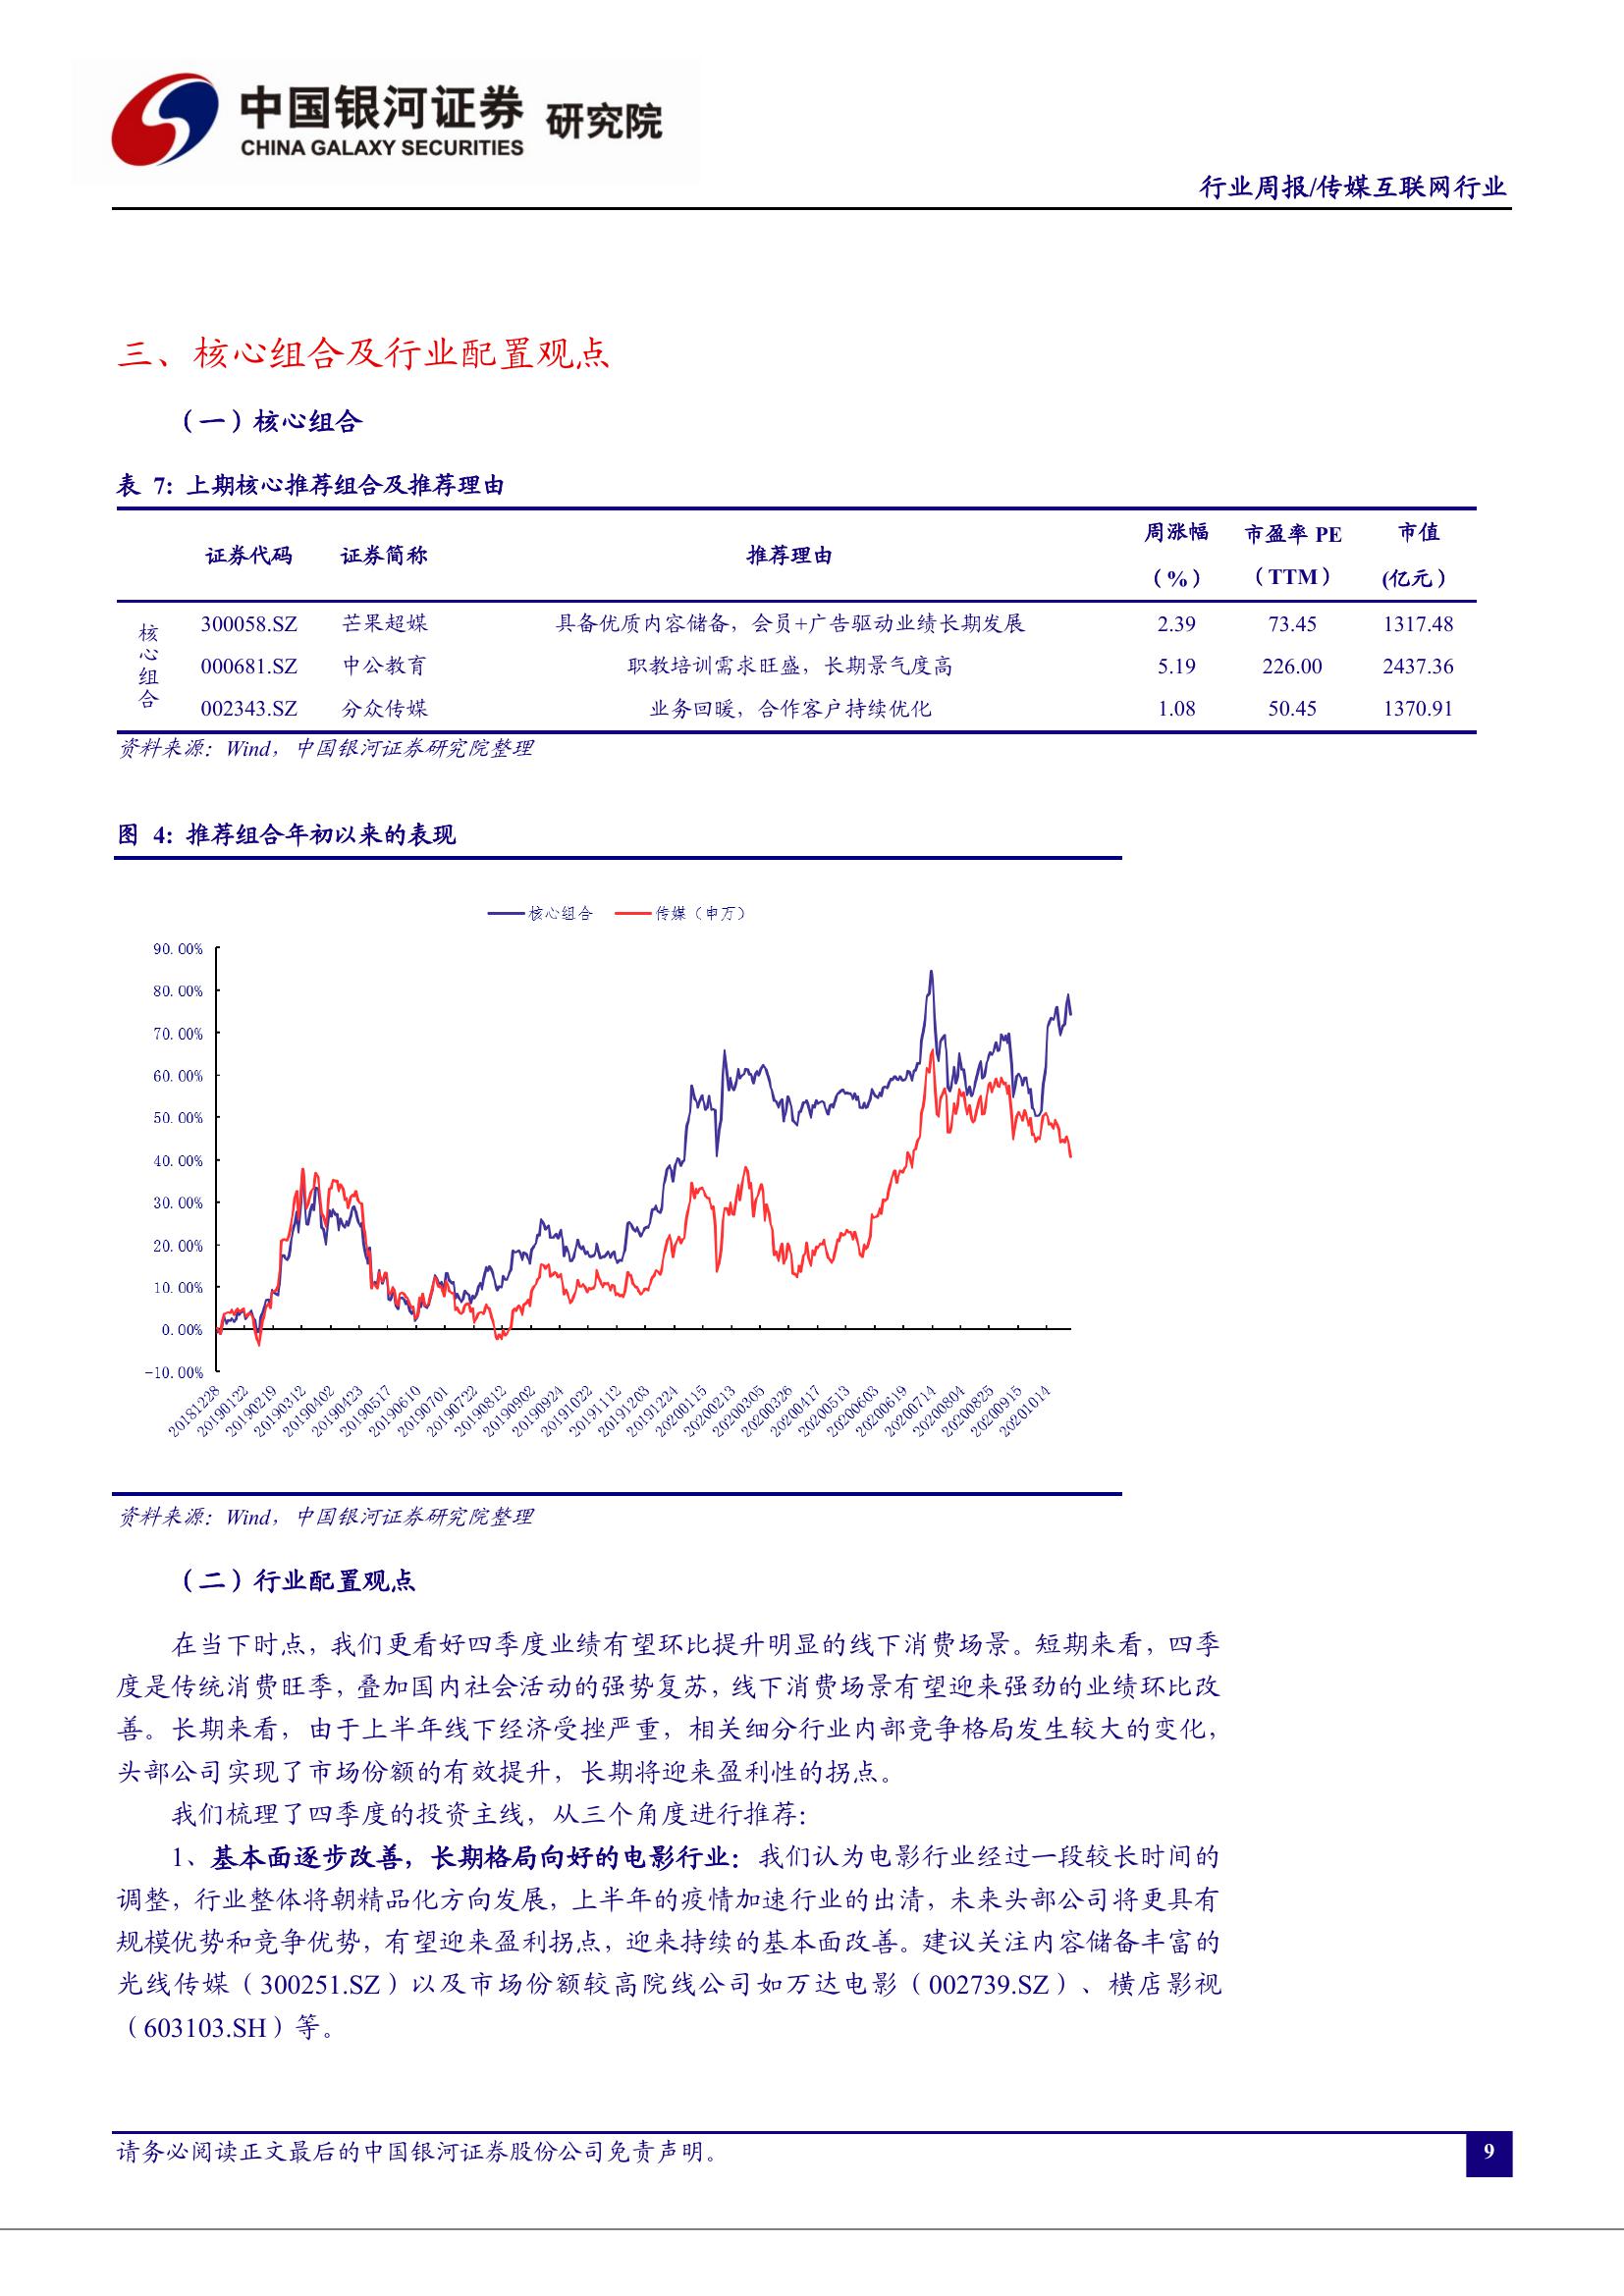 中国银河证券 研究院
CHINA GALAXY SECURITIES
行业周报/传媒互联网行业
三、核心组合及行业配置观点
（一）核心组合
表 7：上期核心推荐组合及推荐理由
证券代码 证券简称 推荐理由 周涨幅（%） 市盈率 PE（TTM） 市值(亿元）
核心组合
300058.SZ 芒果超媒 具备优质内容储备，会员+广告驱动业绩长期发展 2.39 73.45 1317.48
000681.SZ 中公教育 职教培训需求旺盛，长期景气度高 5.19 226.00 2437.36
002343.SZ 分众传媒 业务回暖，合作客户持续优化 1.08 50.45 1370.91
资料来源：Wind，中国银河证券研究院整理
图 4：推荐组合年初以来的表现
核心组合 传媒（申万）
90.00%
80.00%
70.00%
60.00%
50.00%
40.00%
30.00%
20.00%
10.00%
0.00%
-10.00%
20181228 20190122 20190219 20190312 20190402 20190423 20190517 20190610 20190701 20190722 20190812 20190902 20190924 20191022 20191112 20191203 20191224 20200115 20200213 20200305 20200326 20200417 20200513 20200603 20200619 20200714 20200804 20200825 20200915 20201014
资料来源：Wind，中国银河证券研究院整理
（二）行业配置观点
在当下时点，我们更看好四季度业绩有望环比提升明显的线下消费场景。短期来看，四季
度是传统消费旺季，叠加国内社会活动的强势复苏，线下消费场景有望迎来强劲的业绩环比改
善。长期来看，由于上半年线下经济受挫严重，相关细分行业内部竞争格局发生较大的变化，
头部公司实现了市场份额的有效提升，长期将迎来盈利性的拐点。
我们梳理了四季度的投资主线，从三个角度进行推荐：
1、基本面逐步改善，长期格局向好的电影行业：我们认为电影行业经过一段较长时间的
调整，行业整体将朝精品化方向发展，上半年的疫情加速行业的出清，未来头部公司将更具有
规模优势和竞争优势，有望迎来盈利拐点，迎来持续的基本面改善。建议关注内容储备丰富的
光线传媒（300251.SZ）以及市场份额较高院线公司如万达电影（002739.SZ）、横店影视
（603103.SH）等。
请务必阅读正文最后的中国银河证券股份公司免责声明。
9